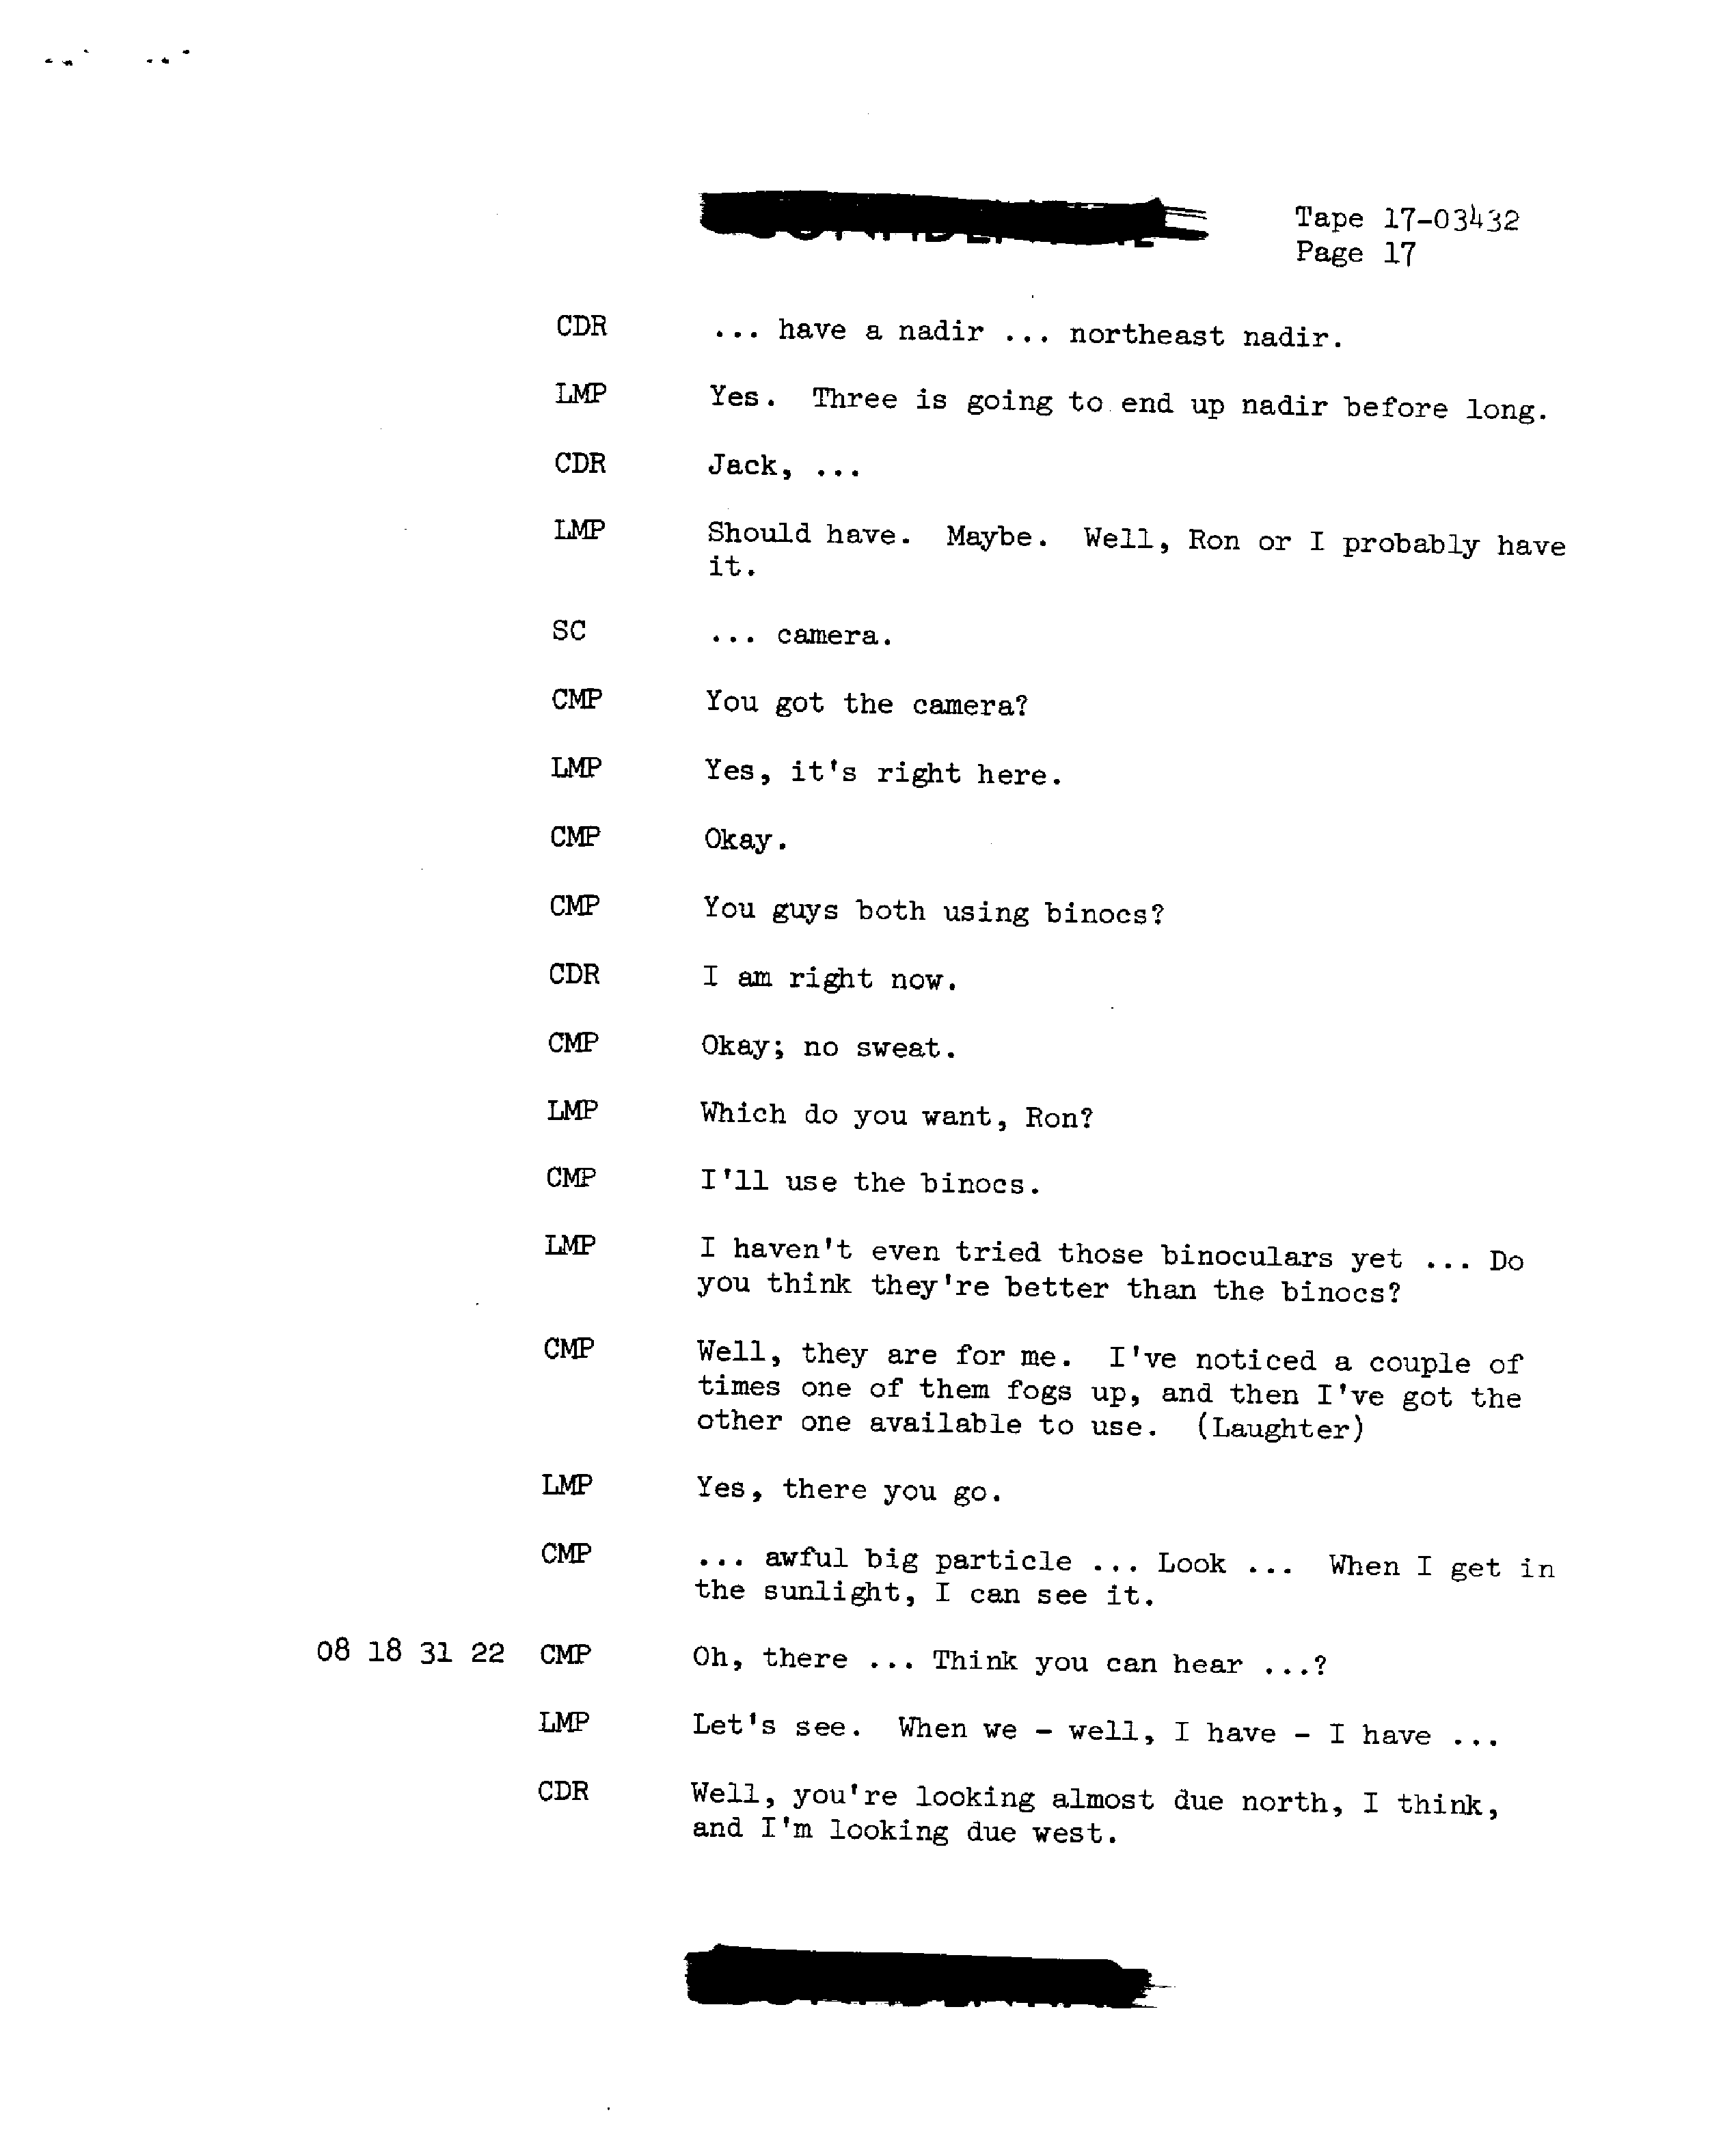 Tape 17-03432
Page 17
CDR ... have a nadir ... northeast nadir.
LMP Yes. Three is going to end up nadir before long.
CDR Jack, ...
LMP Should have. Maybe. Well, Ron or I probably have
it.
SC ... camera.
CMP You got the camera?
LMP Yes, it's right here.
CMP Okay.
CMP You guys both using binocs?
CDR I am right now.
CMP Okay; no sweat.
LMP Which do you want, Ron?
CMP I'll use the binocs.
LMP I haven't even tried those binoculars yet ... Do
you think they're better than the binocs?
CMP Well, they are for me. I've noticed a couple of
times one of them fogs up, and then I've got the
other one available to use. (Laughter)
LMP Yes, there you go.
CMP ... awful big particle ... Look ... When I get in
the sunlight, I can see it.
08 18 31 22 CMP Oh, there ... Think you can hear ...?
LMP Let's see. When we - well, I have - I have ...
CDR Well, you're looking almost due north, I think,
and I'm looking due west.